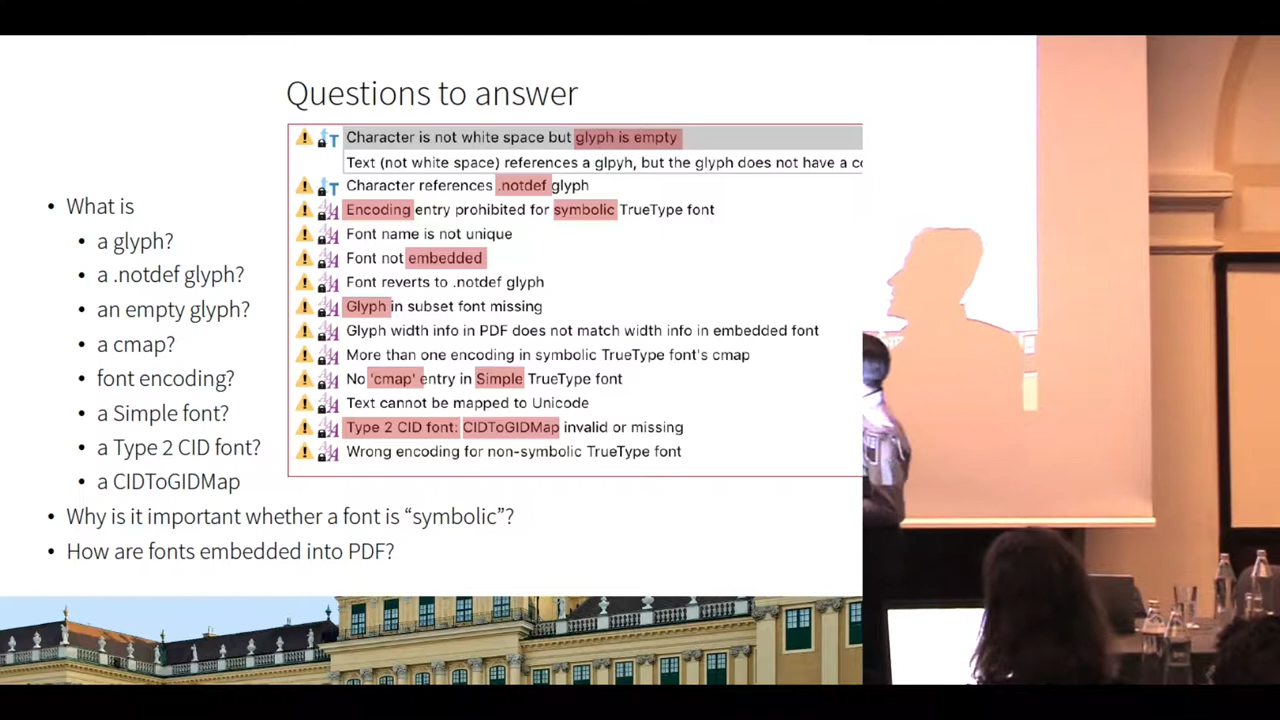 Questions to answer
• What is
• a glyph?
• a .notdef glyph?
• an empty glyph?
• a cmap?
• font encoding?
• a Simple font?
• a Type 2 CID font?
• a CIDToGIDMap
• Why is it important whether a font is “symbolic”?
• How are fonts embedded into PDF?
Character is not white space but glyph is empty
Text (not white space) references a glpyh, but the glyph does not have a co
Character references .notdef glyph
Encoding entry prohibited for symbolic TrueType font
Font name is not unique
Font not embedded
Font reverts to .notdef glyph
Glyph in subset font missing
Glyph width info in PDF does not match width info in embedded font
More than one encoding in symbolic TrueType font's cmap
No 'cmap' entry in Simple TrueType font
Text cannot be mapped to Unicode
Type 2 CID font: CIDToGIDMap invalid or missing
Wrong encoding for non-symbolic TrueType font